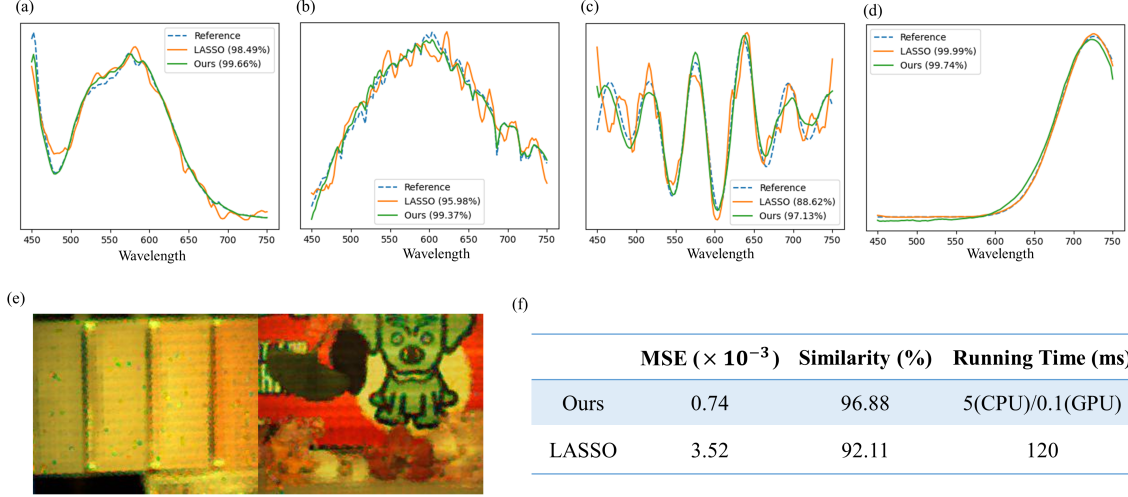 (a)
Reference
LASSO (98.49%)
Ours (99.66%)
450 500 550 600 650 700 750
Wavelength
(b)
Reference
LASSO (95.98%)
Ours (99.37%)
450 500 550 600 650 700 750
Wavelength
(c)
Reference
LASSO (88.62%)
Ours (97.13%)
450 500 550 600 650 700 750
Wavelength
(d)
Reference
LASSO (99.99%)
Ours (99.74%)
450 500 550 600 650 700 750
Wavelength
(e)
(f)
MSE (× 10⁻³) Similarity (%) Running Time (ms)
Ours 0.74 96.88 5(CPU)/0.1(GPU)
LASSO 3.52 92.11 120